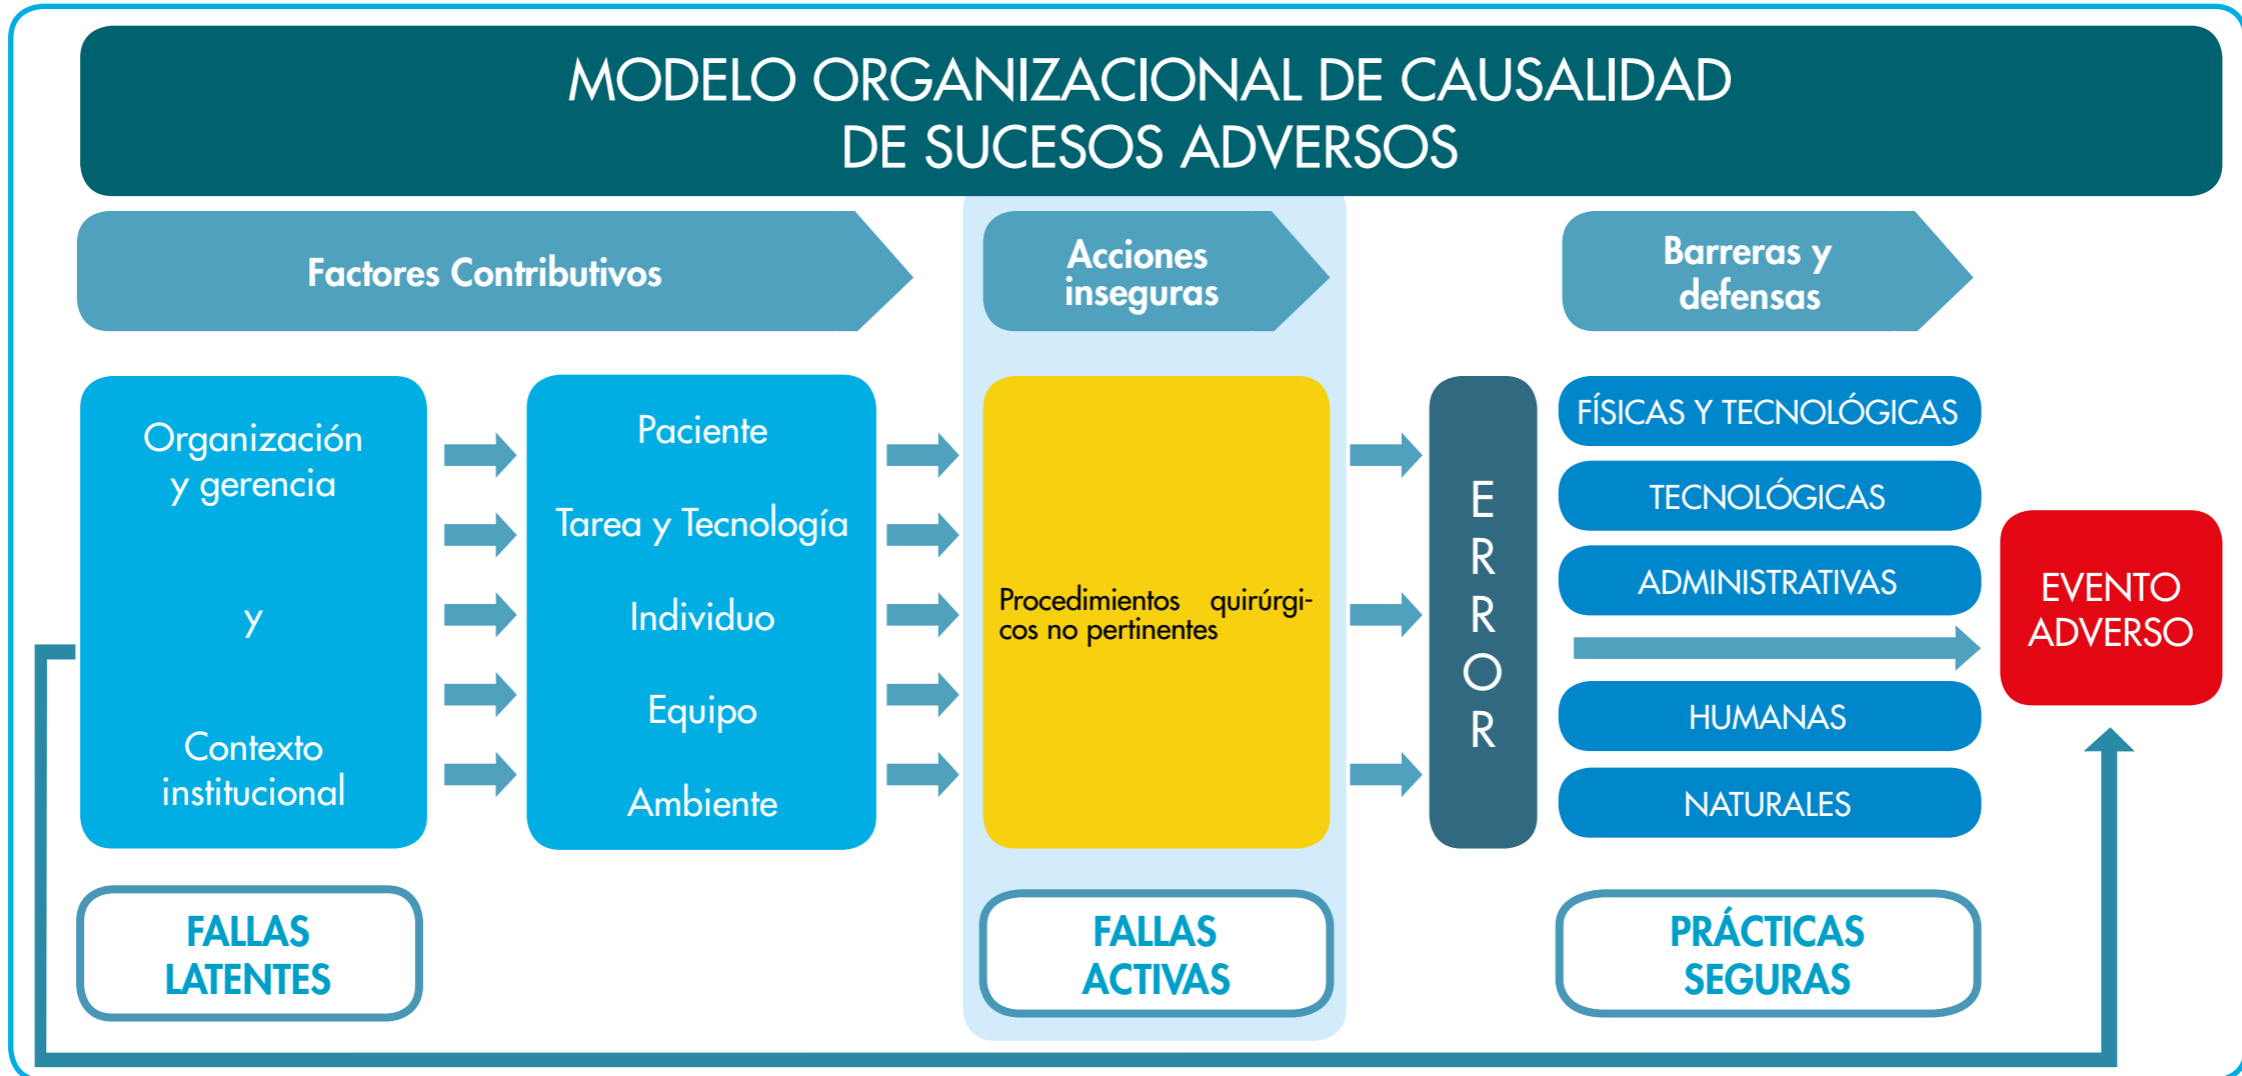 MODELO ORGANIZACIONAL DE CAUSALIDAD
DE SUCESOS ADVERSOS
Factores Contributivos
Acciones
inseguras
Barreras y
defensas
Organización
y gerencia
y
Contexto
institucional
Paciente
Tarea y Tecnología
Individuo
Equipo
Ambiente
Procedimientos quirúrgi-
cos no pertinentes
E
R
R
O
R
FÍSICAS Y TECNOLÓGICAS
TECNOLÓGICAS
ADMINISTRATIVAS
HUMANAS
NATURALES
EVENTO
ADVERSO
FALLAS
LATENTES
FALLAS
ACTIVAS
PRÁCTICAS
SEGURAS